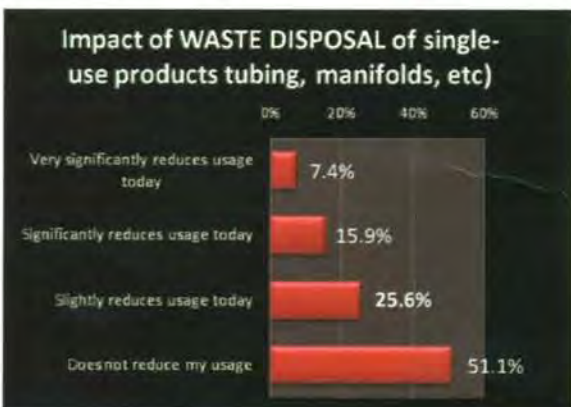 Impact of WASTE DISPOSAL of single-
use products tubing, manifolds, etc)
0% 20% 40% 60%
Very significantly reduces usage
today
7.4%
Significantly reduces usage today
15.9%
Slightly reduces usage today
25.6%
Does not reduce my usage
51.1%